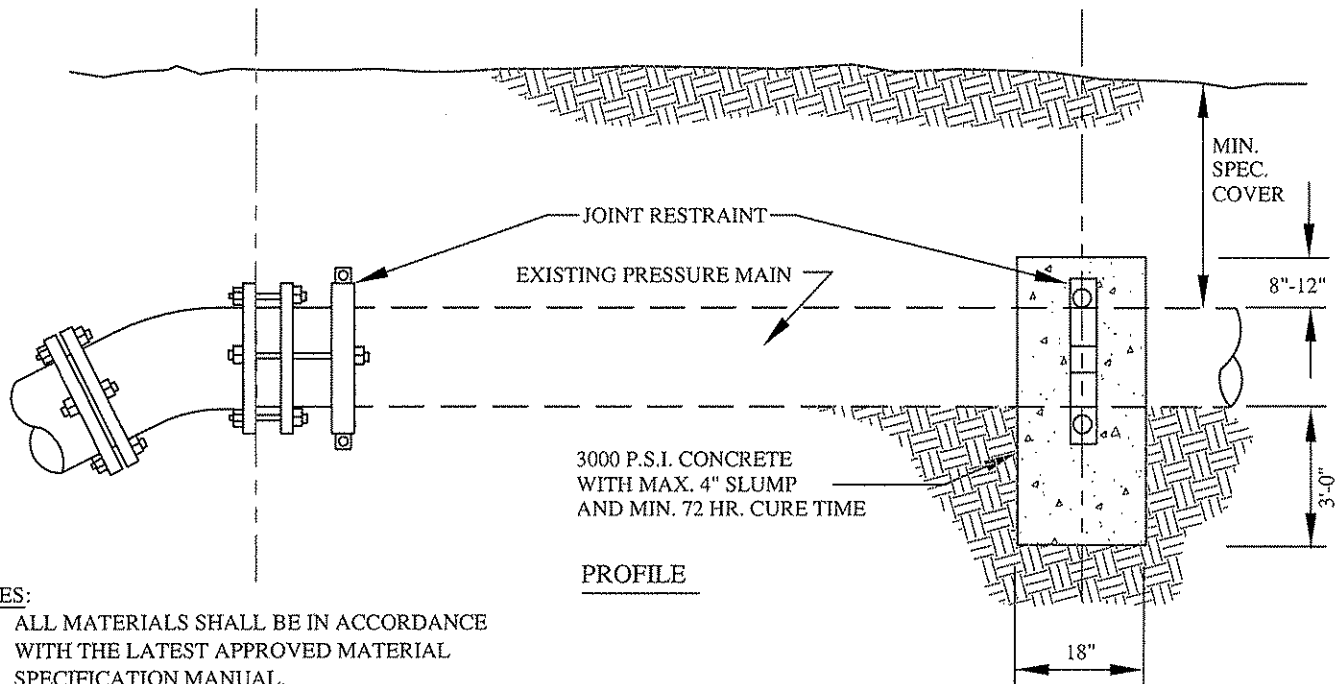 MIN.
SPEC.
COVER
JOINT RESTRAINT
EXISTING PRESSURE MAIN
8"-12"
3000 P.S.I. CONCRETE
WITH MAX. 4" SLUMP
AND MIN. 72 HR. CURE TIME
3'-0"
PROFILE
18"
ES:
ALL MATERIALS SHALL BE IN ACCORDANCE
WITH THE LATEST APPROVED MATERIAL
SPECIFICATION MANUAL.